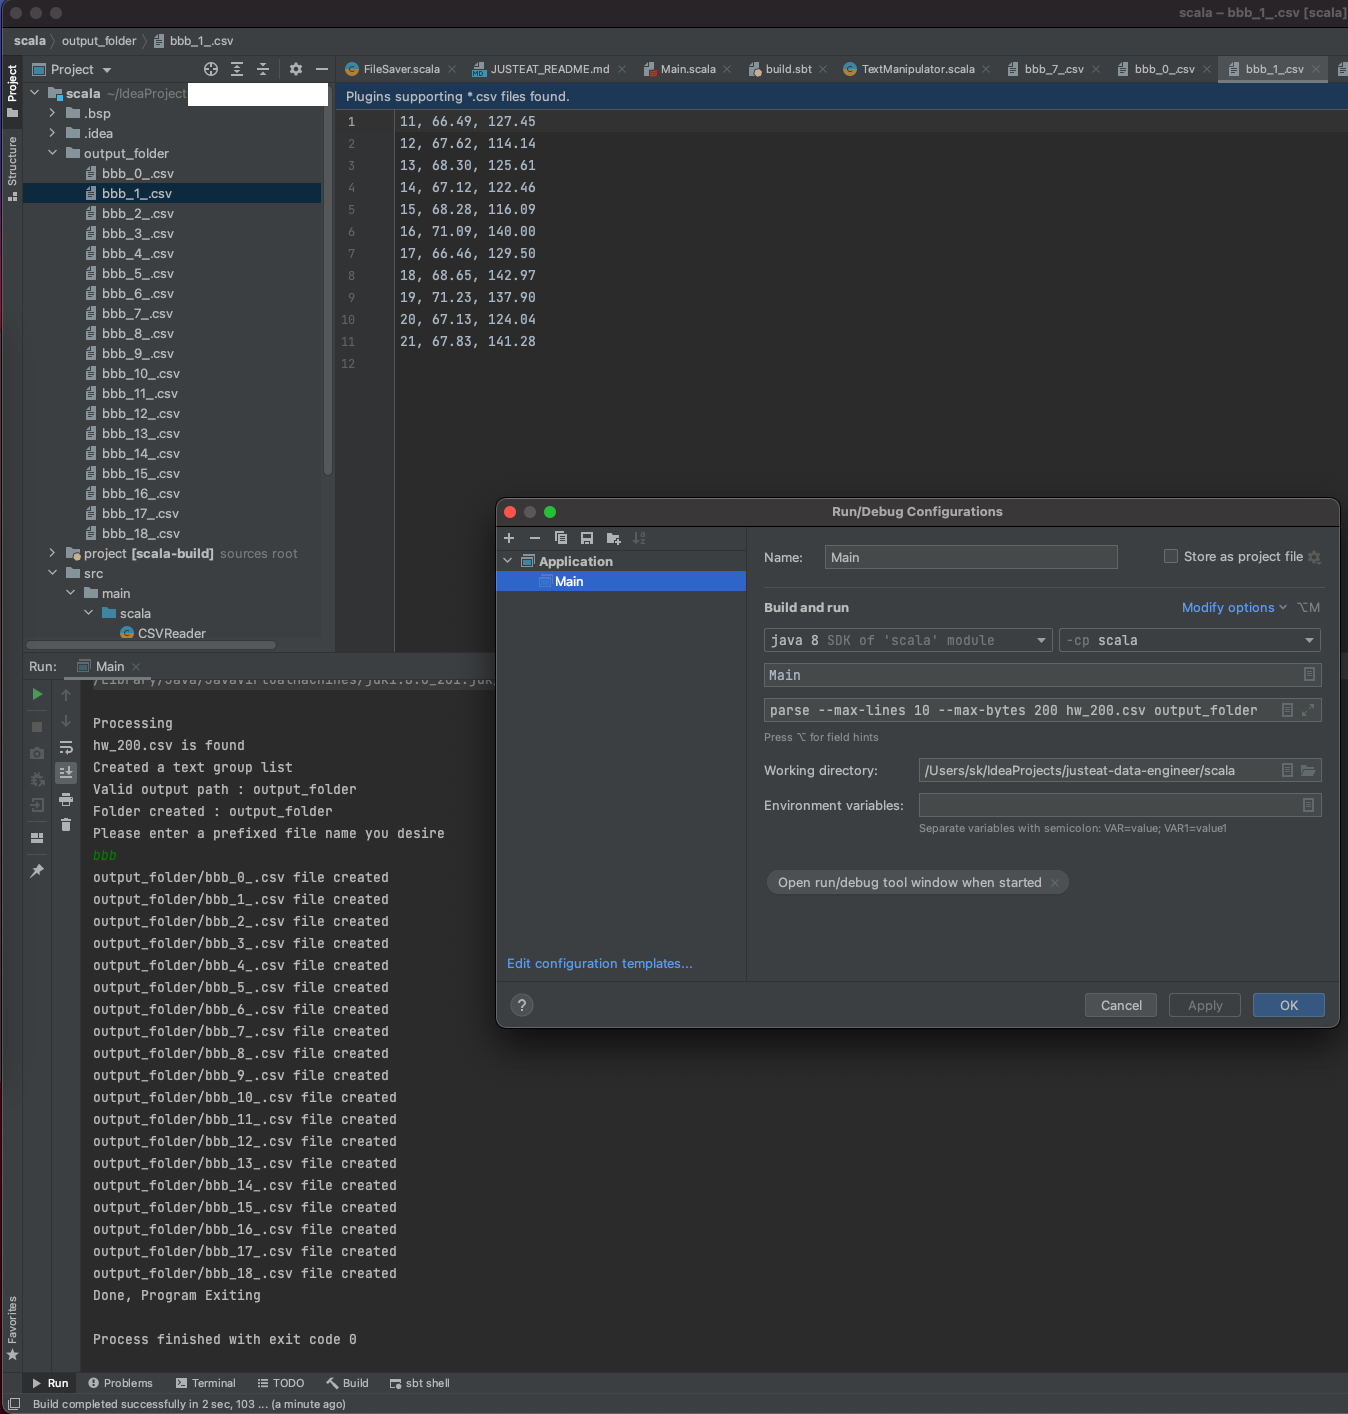 scala – bbb_1_.csv [scala]
scala output_folder bbb_1_.csv
Project
Structure
Favorites
Project
scala ~/IdeaProject
.bsp
.idea
output_folder
bbb_0_.csv
bbb_1_.csv
bbb_2_.csv
bbb_3_.csv
bbb_4_.csv
bbb_5_.csv
bbb_6_.csv
bbb_7_.csv
bbb_8_.csv
bbb_9_.csv
bbb_10_.csv
bbb_11_.csv
bbb_12_.csv
bbb_13_.csv
bbb_14_.csv
bbb_15_.csv
bbb_16_.csv
bbb_17_.csv
bbb_18_.csv
project [scala-build] sources root
src
main
scala
CSVReader
FileSaver.scala JUSTEAT_README.md Main.scala build.sbt TextManipulator.scala bbb_7_.csv bbb_0_.csv bbb_1_.csv
Plugins supporting *.csv files found.
1 11, 66.49, 127.45
2 12, 67.62, 114.14
3 13, 68.30, 125.61
4 14, 67.12, 122.46
5 15, 68.28, 116.09
6 16, 71.09, 140.00
7 17, 66.46, 129.50
8 18, 68.65, 142.97
9 19, 71.23, 137.90
10 20, 67.13, 124.04
11 21, 67.83, 141.28
12
Run/Debug Configurations
Application
Main
Edit configuration templates...
Name: Main Store as project file
Build and run Modify options ⌥M
java 8 SDK of 'scala' module -cp scala
Main
parse --max-lines 10 --max-bytes 200 hw_200.csv output_folder
Press ⌥ for field hints
Working directory: /Users/sk/IdeaProjects/justeat-data-engineer/scala
Environment variables:
Separate variables with semicolon: VAR=value; VAR1=value1
Open run/debug tool window when started
? Cancel Apply OK
Run: Main
Processing
hw_200.csv is found
Created a text group list
Valid output path : output_folder
Folder created : output_folder
Please enter a prefixed file name you desire
bbb
output_folder/bbb_0_.csv file created
output_folder/bbb_1_.csv file created
output_folder/bbb_2_.csv file created
output_folder/bbb_3_.csv file created
output_folder/bbb_4_.csv file created
output_folder/bbb_5_.csv file created
output_folder/bbb_6_.csv file created
output_folder/bbb_7_.csv file created
output_folder/bbb_8_.csv file created
output_folder/bbb_9_.csv file created
output_folder/bbb_10_.csv file created
output_folder/bbb_11_.csv file created
output_folder/bbb_12_.csv file created
output_folder/bbb_13_.csv file created
output_folder/bbb_14_.csv file created
output_folder/bbb_15_.csv file created
output_folder/bbb_16_.csv file created
output_folder/bbb_17_.csv file created
output_folder/bbb_18_.csv file created
Done, Program Exiting
Process finished with exit code 0
Run Problems Terminal TODO Build sbt shell
Build completed successfully in 2 sec, 103 ... (a minute ago)